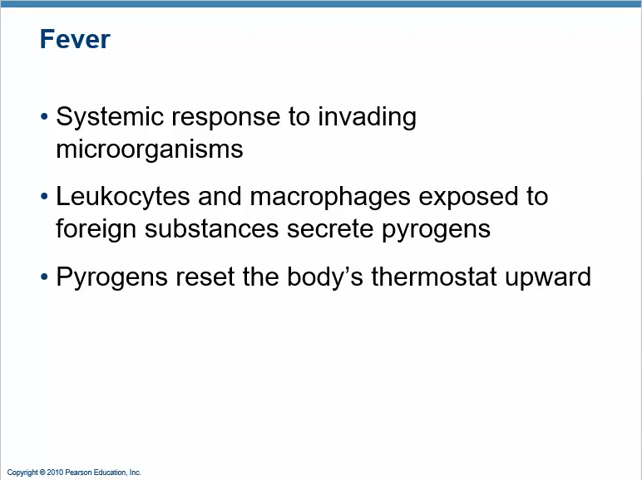 Fever
• Systemic response to invading
microorganisms
• Leukocytes and macrophages exposed to
foreign substances secrete pyrogens
• Pyrogens reset the body’s thermostat upward
Copyright © 2010 Pearson Education, Inc.